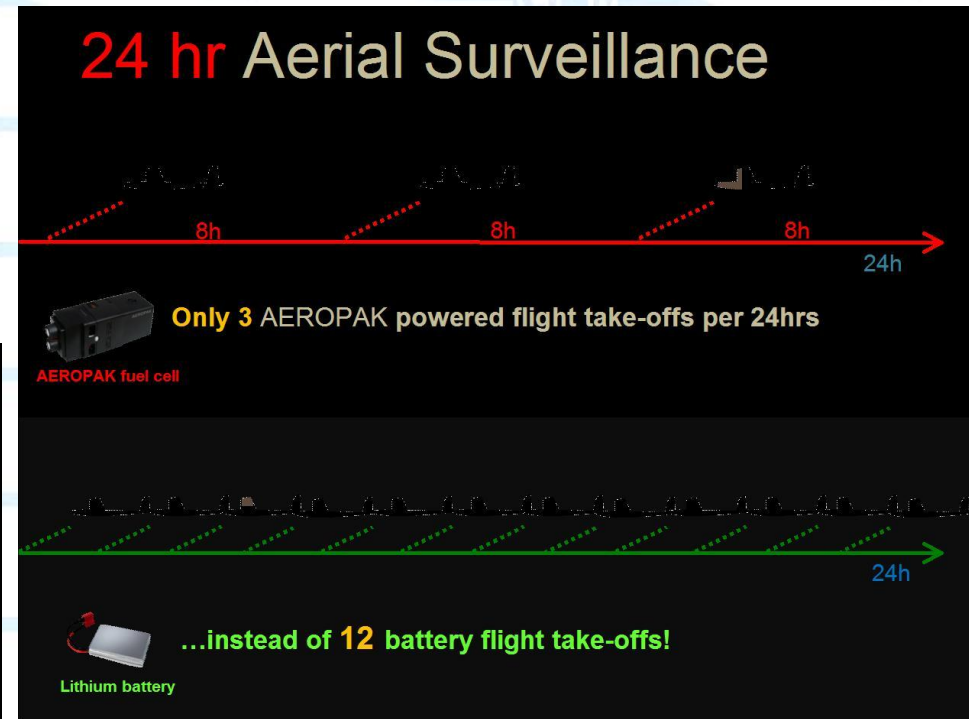 24 hr Aerial Surveillance
8h 8h 8h
24h
Only 3 AEROPAK powered flight take-offs per 24hrs
AEROPAK fuel cell
24h
...instead of 12 battery flight take-offs!
Lithium battery